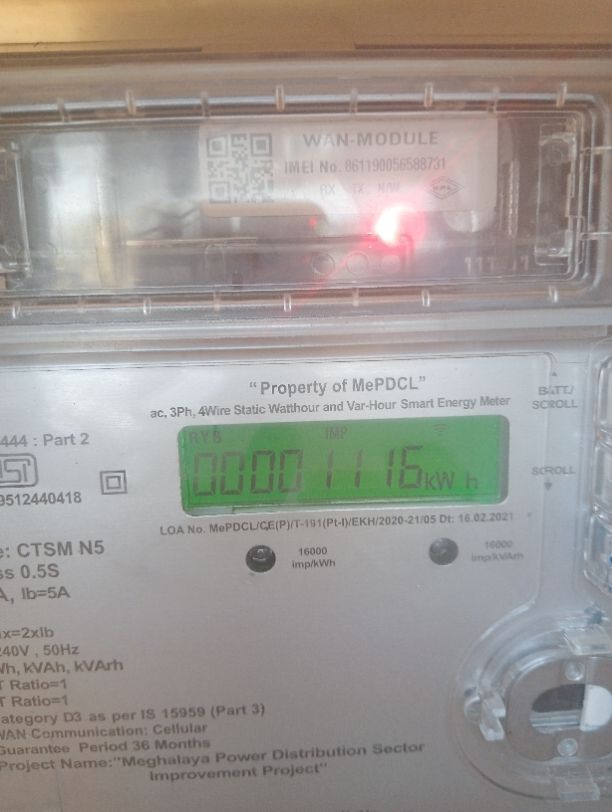 WAN-MODULE
IMEI No. 861190056588731
RX TX N/W
"Property of MePDCL"
ac, 3Ph, 4Wire Static Watthour and Var-Hour Smart Energy Meter
BATT/
SCROLL
444 : Part 2
RYB IMP
00001116 kW h
SCROLL
9512440418
LOA No. MePDCL/CE(P)/T-191(Pt-I)/EKH/2020-21/05 Dt: 16.02.2021
e: CTSM N5
16000
imp/kWh
16000
imp/kVArh
ss 0.5S
A, Ib=5A
ax=2xIb
240V , 50Hz
Wh, kVAh, kVArh
T Ratio=1
T Ratio=1
ategory D3 as per IS 15959 (Part 3)
WAN Communication: Cellular
Guarantee Period 36 Months
Project Name:"Meghalaya Power Distribution Sector
Improvement Project"